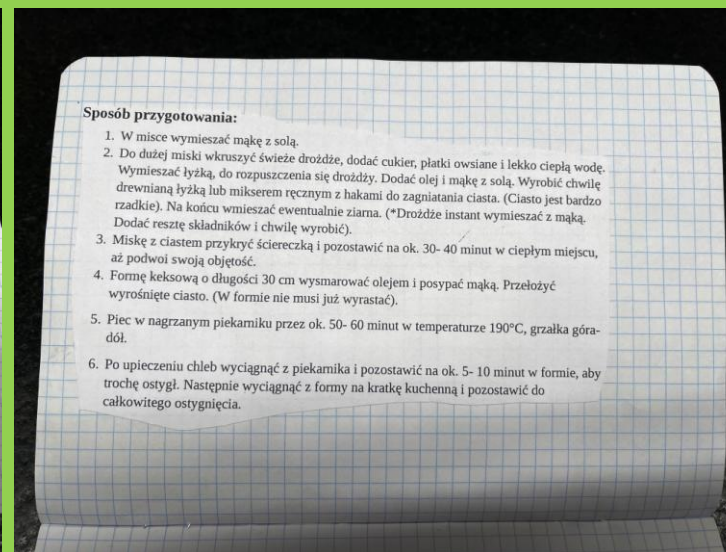 Sposób przygotowania:
1. W misce wymieszać mąkę z solą.
2. Do dużej miski wkruszyć świeże drożdże, dodać cukier, płatki owsiane i lekko ciepłą wodę.
Wymieszać łyżką, do rozpuszczenia się drożdży. Dodać olej i mąkę z solą. Wyrobić chwilę
drewnianą łyżką lub mikserem ręcznym z hakami do zagniatania ciasta. (Ciasto jest bardzo
rzadkie). Na końcu wmieszać ewentualnie ziarna. (*Drożdże instant wymieszać z mąką.
Dodać resztę składników i chwilę wyrobić).
3. Miskę z ciastem przykryć ściereczką i pozostawić na ok. 30- 40 minut w ciepłym miejscu,
aż podwoi swoją objętość.
4. Formę keksową o długości 30 cm wysmarować olejem i posypać mąką. Przełożyć
wyrośnięte ciasto. (W formie nie musi już wyrastać).
5. Piec w nagrzanym piekarniku przez ok. 50- 60 minut w temperaturze 190°C, grzałka góra-
dół.
6. Po upieczeniu chleb wyciągnąć z piekarnika i pozostawić na ok. 5- 10 minut w formie, aby
trochę ostygł. Następnie wyciągnąć z formy na kratkę kuchenną i pozostawić do
całkowitego ostygnięcia.